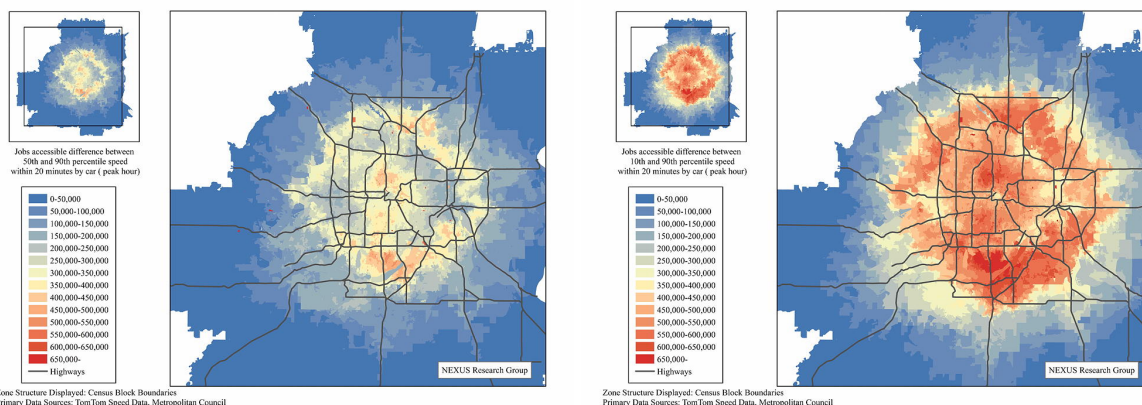 Jobs accessible difference between
50th and 90th percentile speed
within 20 minutes by car ( peak hour)
0-50,000
50,000-100,000
100,000-150,000
150,000-200,000
200,000-250,000
250,000-300,000
300,000-350,000
350,000-400,000
400,000-450,000
450,000-500,000
500,000-550,000
550,000-600,000
600,000-650,000
650,000-
Highways
NEXUS Research Group
Zone Structure Displayed: Census Block Boundaries
Primary Data Sources: TomTom Speed Data, Metropolitan Council
Jobs accessible difference between
10th and 90th percentile speed
within 20 minutes by car ( peak hour)
0-50,000
50,000-100,000
100,000-150,000
150,000-200,000
200,000-250,000
250,000-300,000
300,000-350,000
350,000-400,000
400,000-450,000
450,000-500,000
500,000-550,000
550,000-600,000
600,000-650,000
650,000-
Highways
NEXUS Research Group
Zone Structure Displayed: Census Block Boundaries
Primary Data Sources: TomTom Speed Data, Metropolitan Council